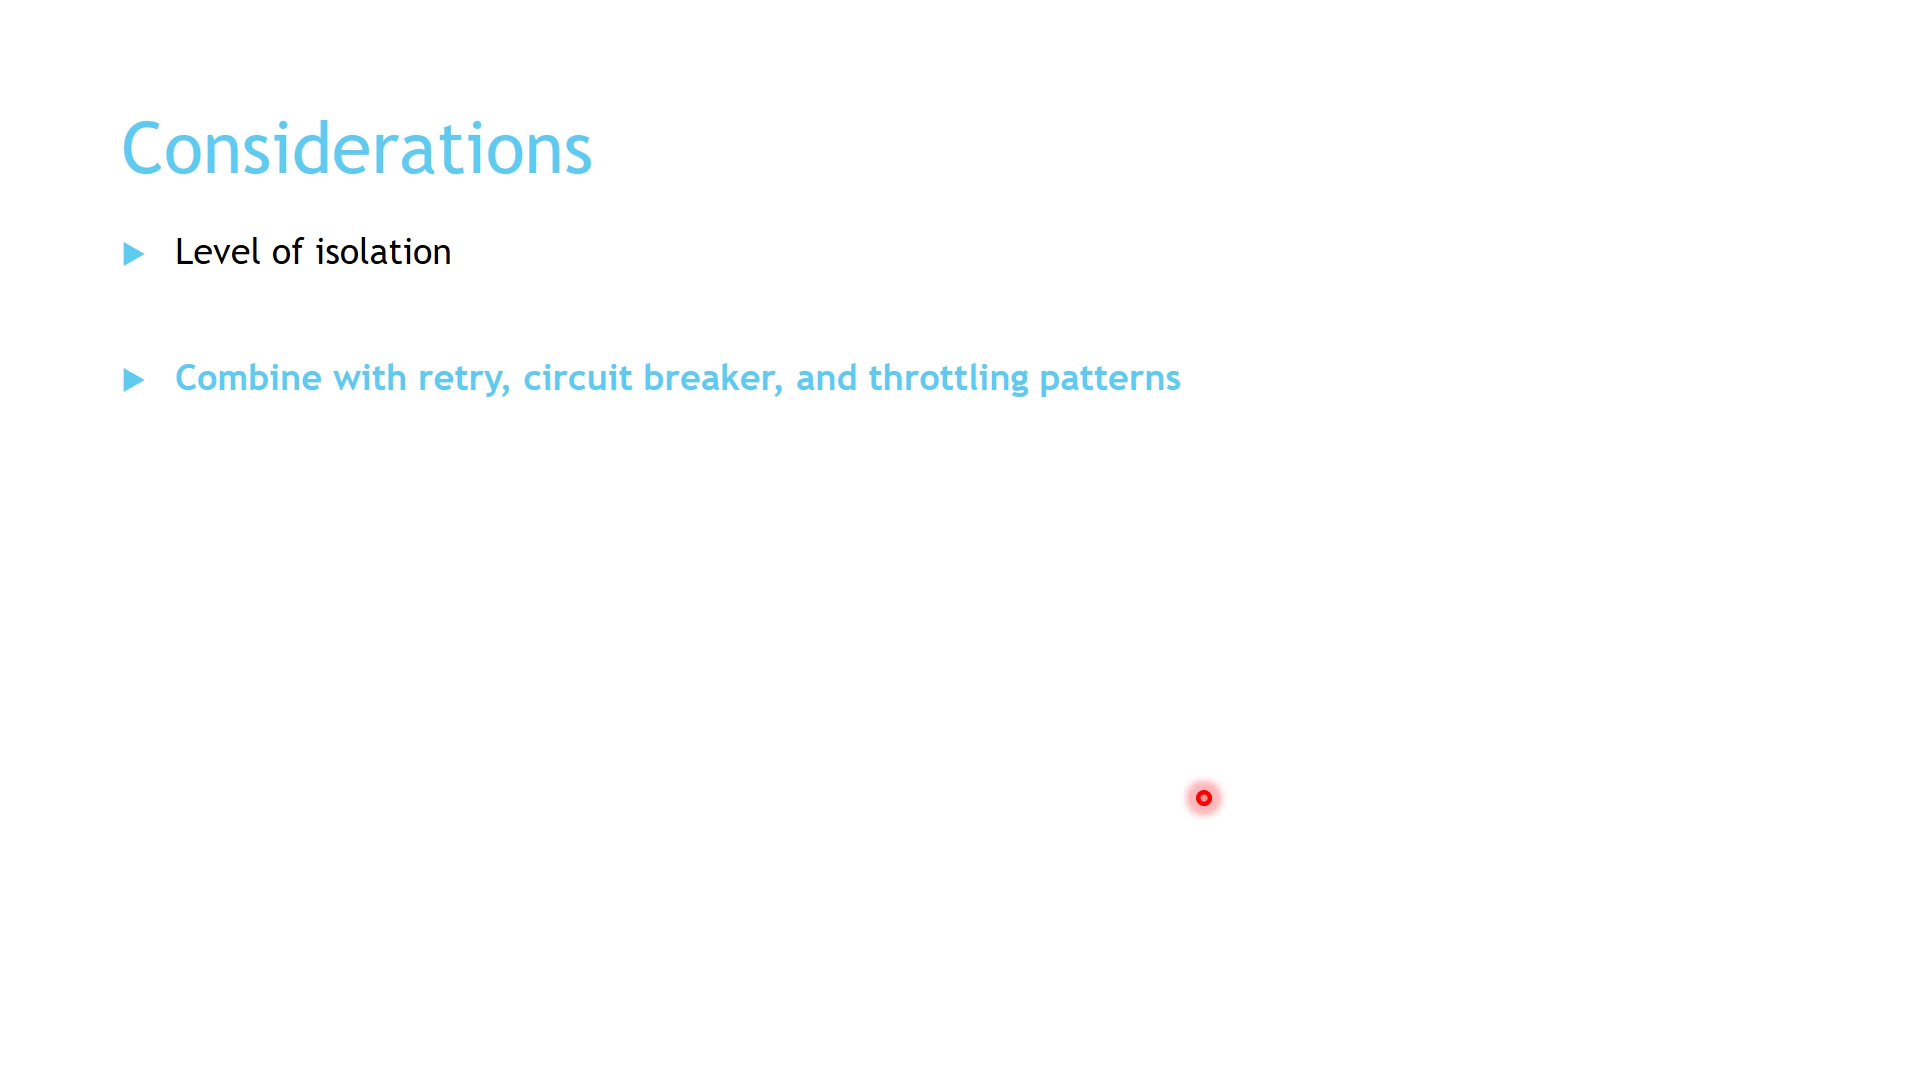 Considerations
Level of isolation
Combine with retry, circuit breaker, and throttling patterns